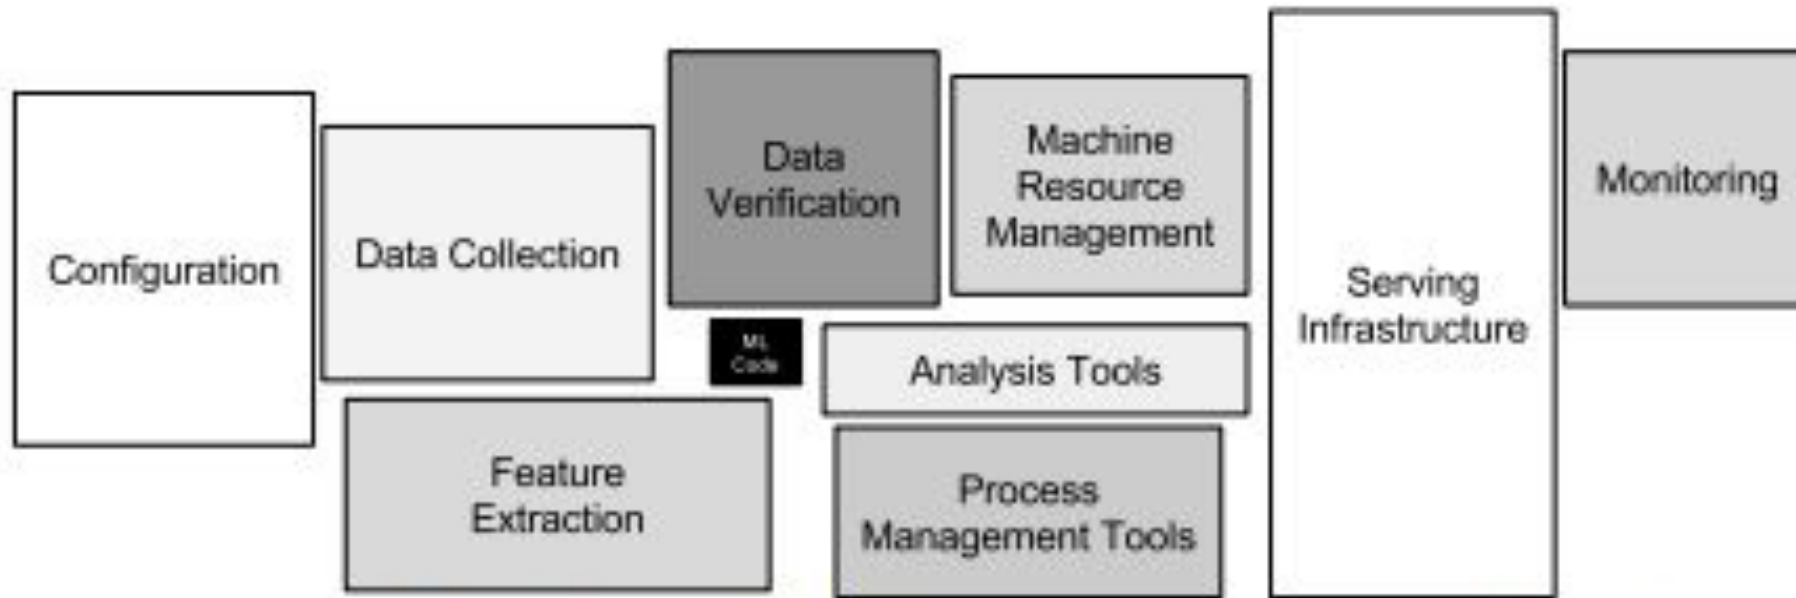 Configuration
Data Collection
Data
Verification
Machine
Resource
Management
Serving
Infrastructure
Monitoring
ML
Code
Analysis Tools
Feature
Extraction
Process
Management Tools